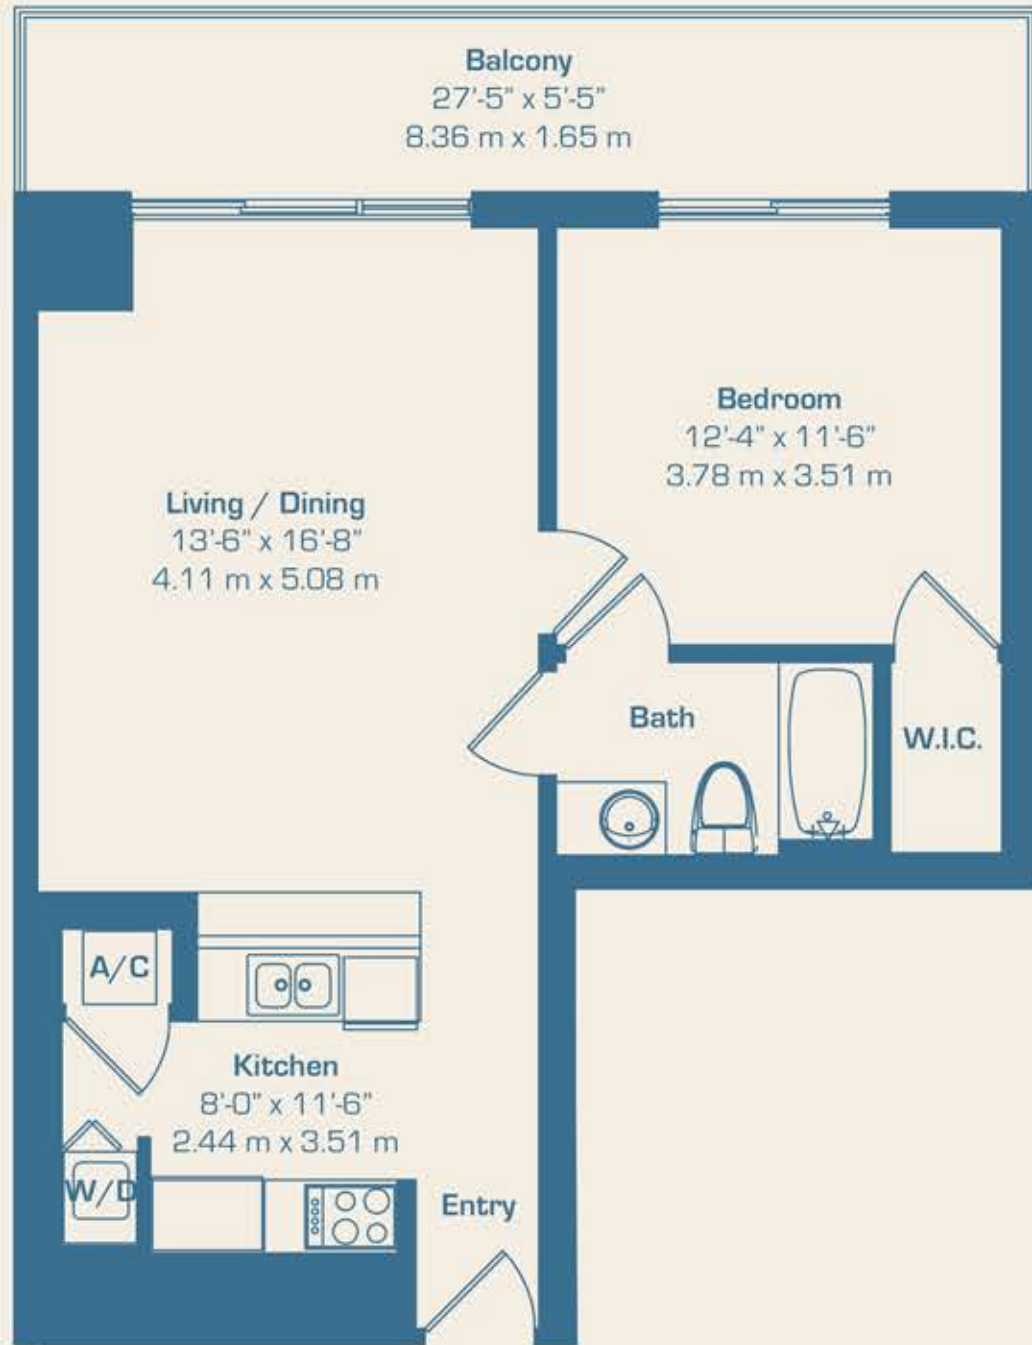 Balcony
27'-5" x 5'-5"
8.36 m x 1.65 m
Bedroom
12'-4" x 11'-6"
3.78 m x 3.51 m
Living / Dining
13'-6" x 16'-8"
4.11 m x 5.08 m
Bath
W.I.C.
A/C
Kitchen
8'-0" x 11'-6"
2.44 m x 3.51 m
W/D
Entry